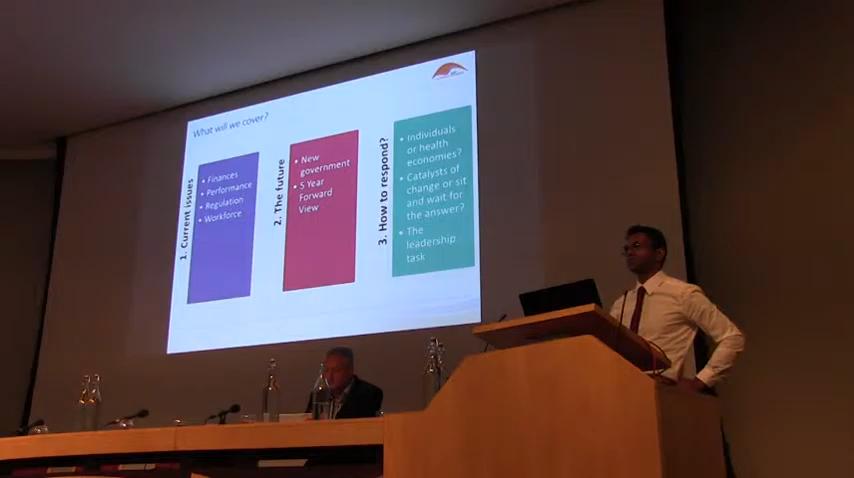 What will we cover?
1. Current issues
• Finances
• Performance
• Regulation
• Workforce
2. The future
• New
government
• 5 Year
Forward
View
3. How to respond?
• Individuals
or health
economies?
• Catalysts of
change or sit
and wait for
the answer?
• The
leadership
task